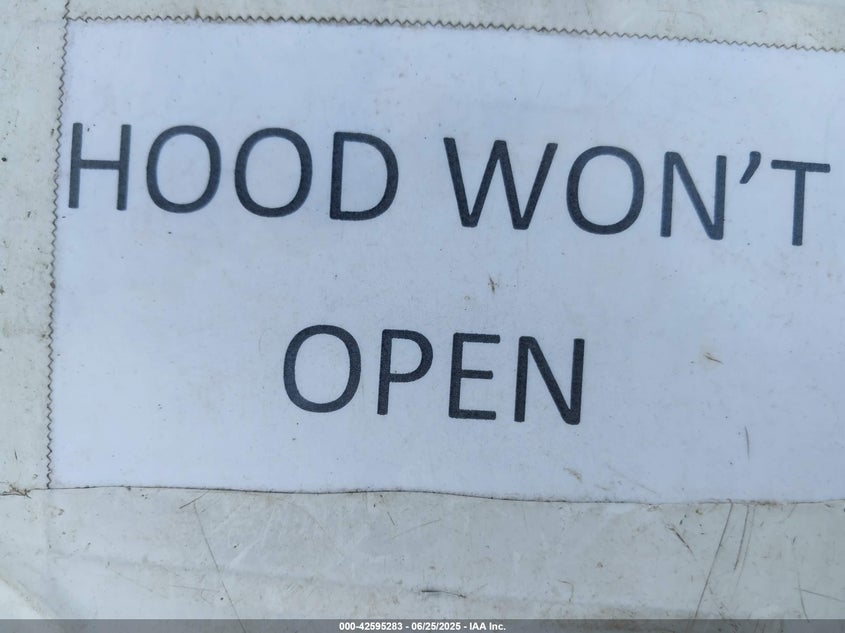 HOOD WON’T
OPEN
000-42595283 - 06/25/2025 - IAA Inc.